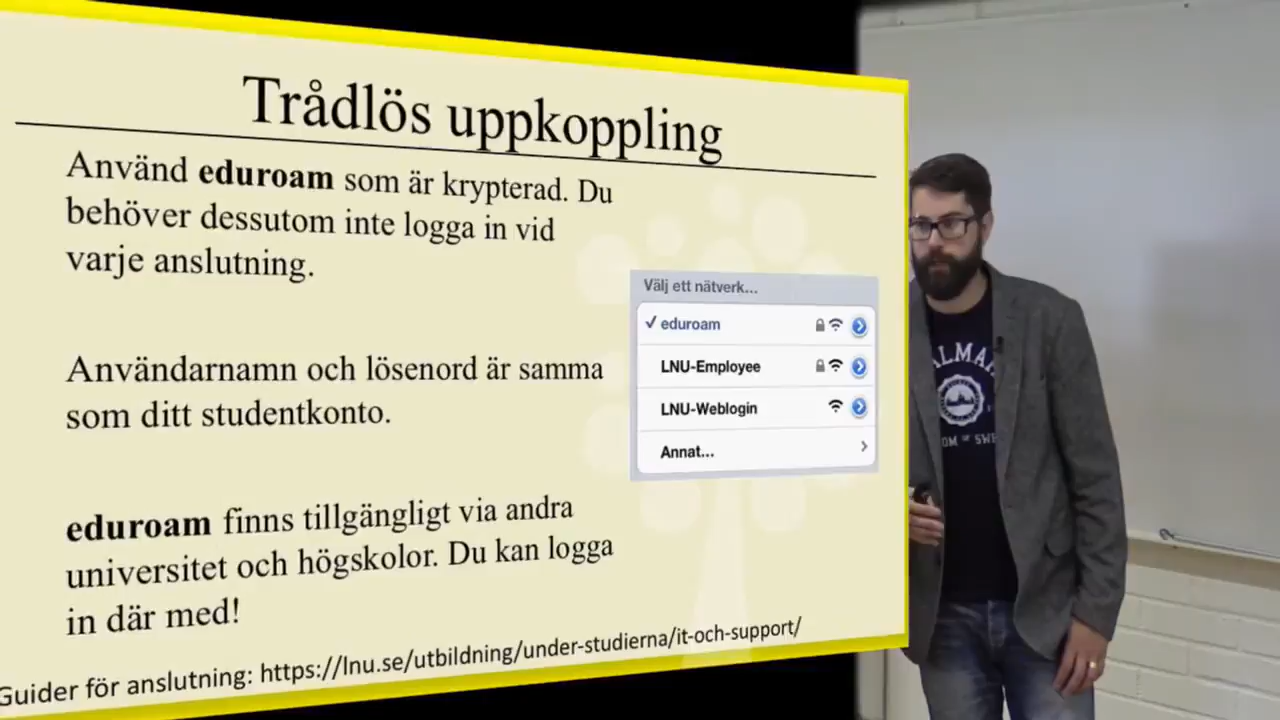 Trådlös uppkoppling
Använd eduroam som är krypterad. Du
behöver dessutom inte logga in vid
varje anslutning.
Användarnamn och lösenord är samma
som ditt studentkonto.
eduroam finns tillgängligt via andra
universitet och högskolor. Du kan logga
in där med!
Guider för anslutning: https://lnu.se/utbildning/under-studierna/it-och-support/
Välj ett nätverk...
eduroam
LNU-Employee
LNU-Weblogin
Annat...